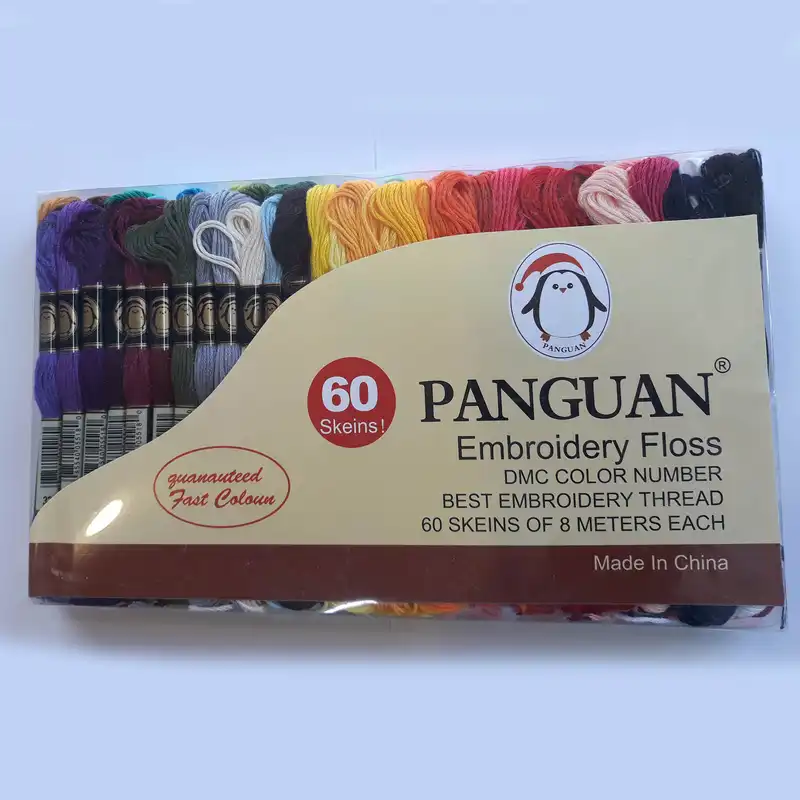 PANGUAN
60
Skeins!
PANGUAN®
Embroidery Floss
DMC COLOR NUMBER
BEST EMBROIDERY THREAD
60 SKEINS OF 8 METERS EACH
quanauteed
Fast Coloun
Made In China